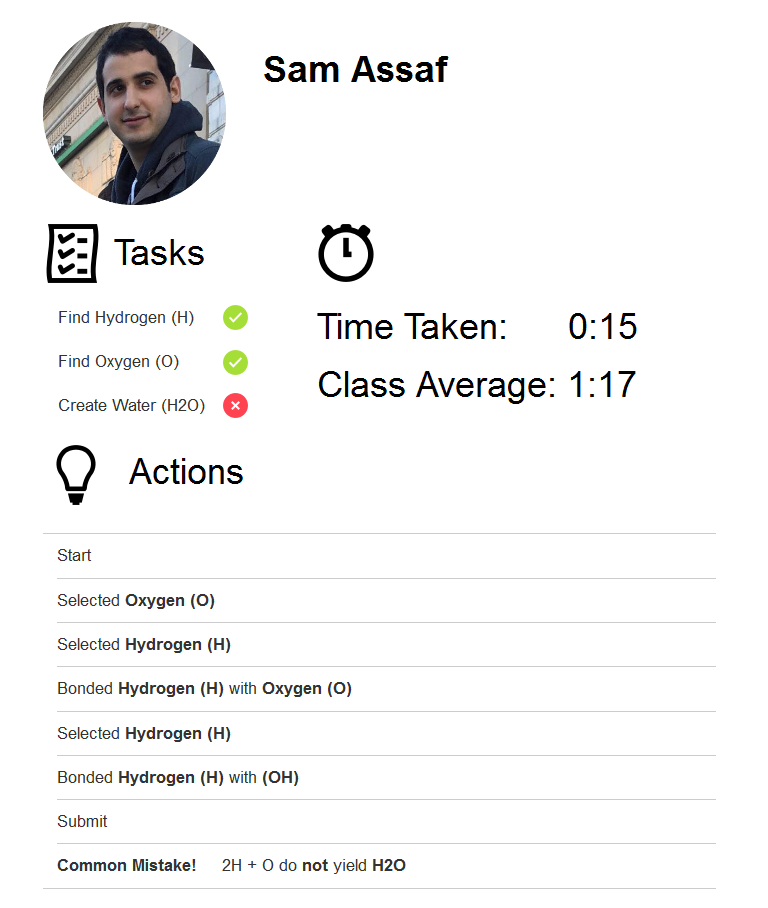 Sam Assaf
Tasks
Find Hydrogen (H)
Find Oxygen (O)
Create Water (H2O)
Time Taken: 0:15
Class Average: 1:17
Actions
Start
Selected Oxygen (O)
Selected Hydrogen (H)
Bonded Hydrogen (H) with Oxygen (O)
Selected Hydrogen (H)
Bonded Hydrogen (H) with (OH)
Submit
Common Mistake! 2H + O do not yield H2O